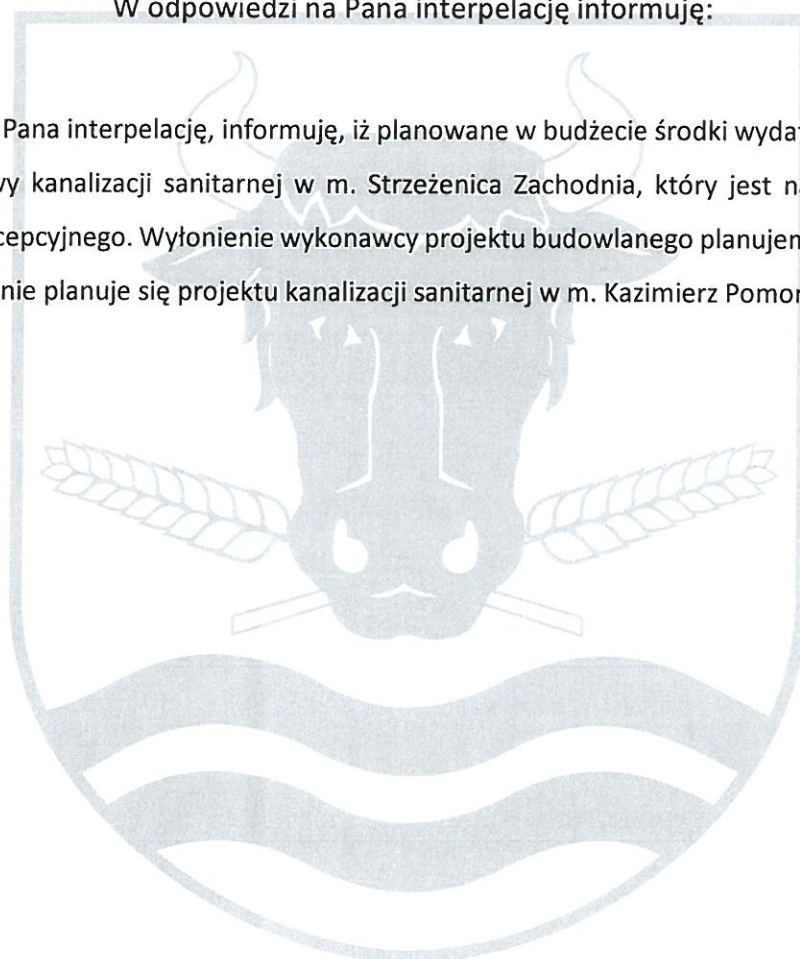 W odpowiedzi na Pana interpelację informuję:
Pana interpelację, informuję, iż planowane w budżecie środki wyda
kanalizacji sanitarnej w m. Strzeżenica Zachodnia, który jest
cepcyjnego. Wyłonienie wykonawcy projektu budowlanego planujem
nie planuje się projektu kanalizacji sanitarnej w m. Kazimierz Pomor